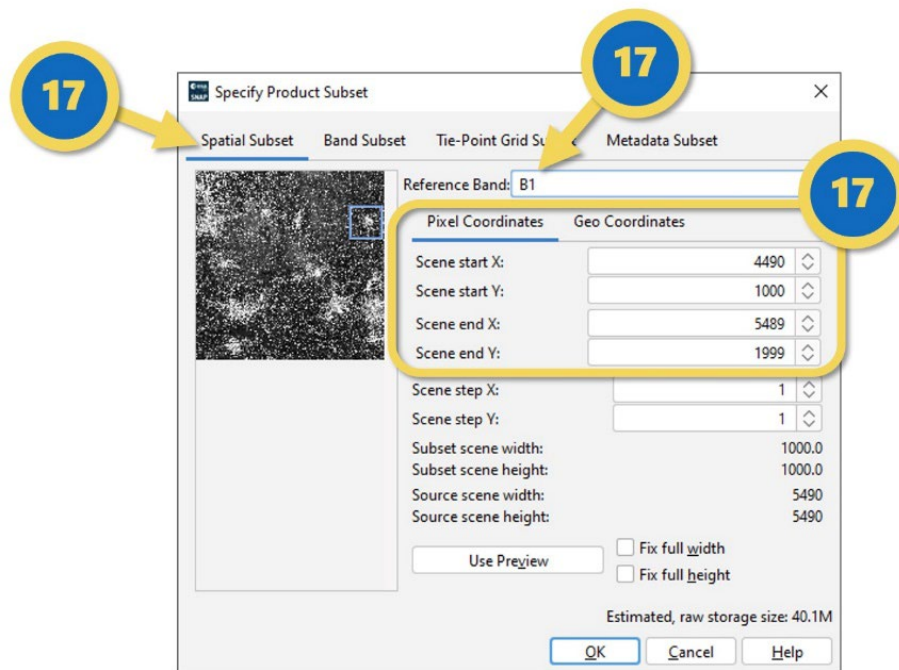 17
17
Specify Product Subset
Spatial Subset Band Subset Tie-Point Grid Su t Metadata Subset
Reference Band: B1
17
Pixel Coordinates Geo Coordinates
Scene start X: 4490
Scene start Y: 1000
Scene end X: 5489
Scene end Y: 1999
Scene step X: 1
Scene step Y: 1
Subset scene width: 1000.0
Subset scene height: 1000.0
Source scene width: 5490
Source scene height: 5490
Use Preview
Fix full width
Fix full height
Estimated, raw storage size: 40.1M
OK Cancel Help